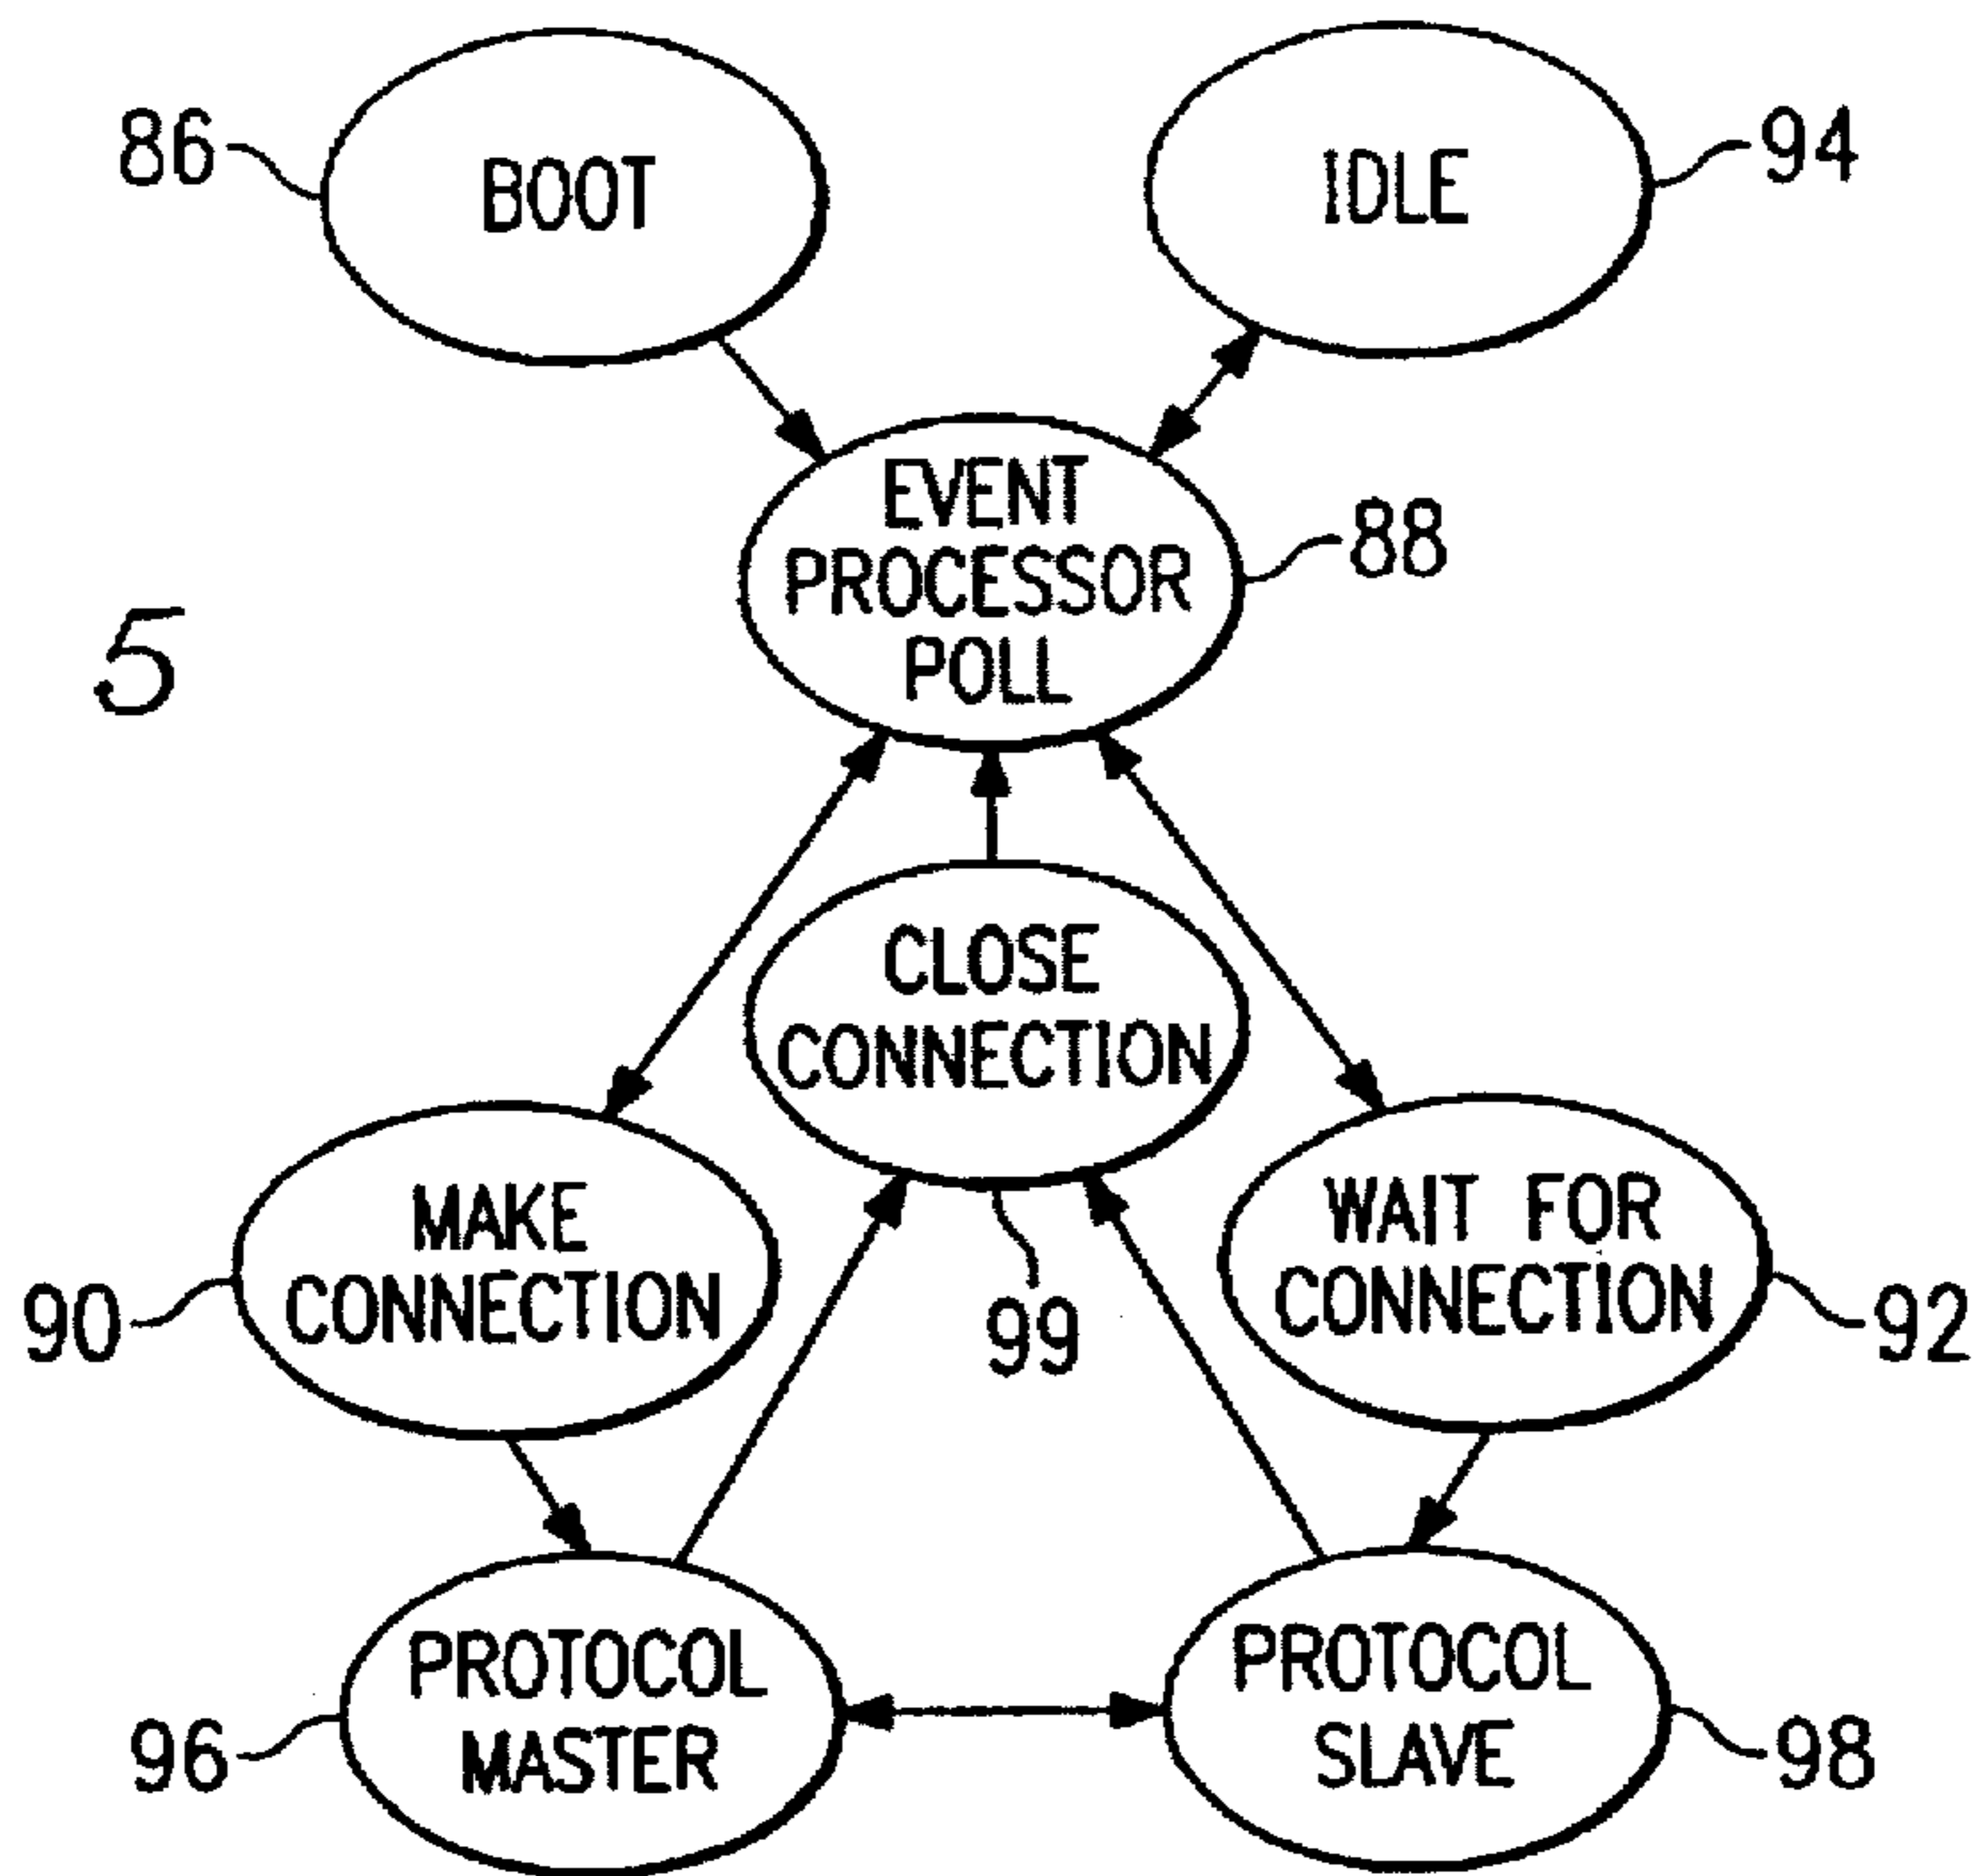 86
BOOT
IDLE
94
EVENT
PROCESSOR
POLL
88
5
CLOSE
CONNECTION
99
MAKE
CONNECTION
90
WAIT FOR
CONNECTION
92
PROTOCOL
MASTER
96
PROTOCOL
SLAVE
98